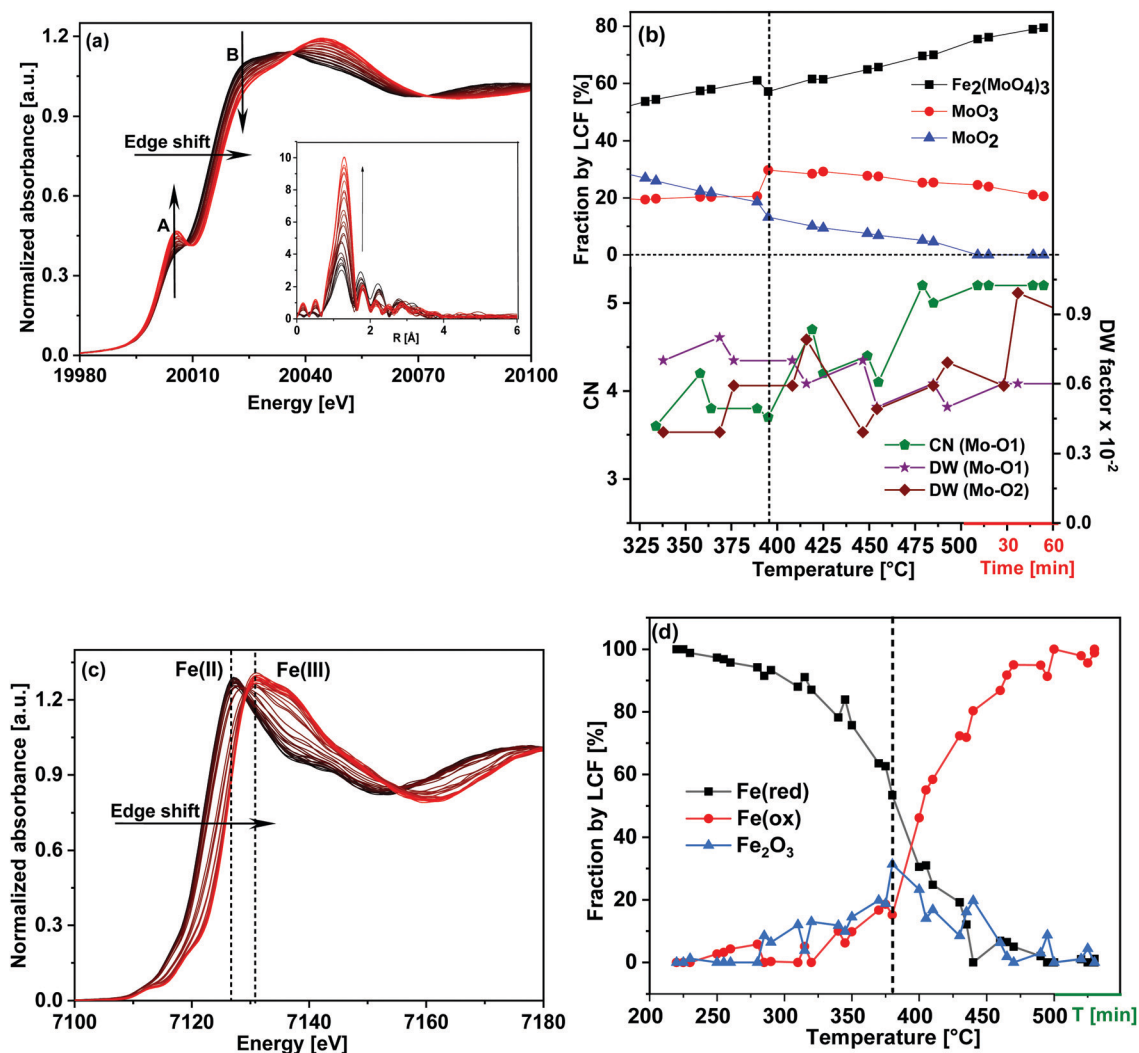 (a)
B
Edge shift
A
Normalized absorbance [a.u.]
1.2
0.9
0.6
0.3
0.0
19980 20010 20040 20070 20100
Energy [eV]
10
8
6
4
2
0
0 2 4 6
R [Å]
(b)
Fraction by LCF [%]
80
60
40
20
0
Fe2(MoO4)3
MoO3
MoO2
CN
5
4
3
DW factor x 10-2
0.9
0.6
0.3
0.0
CN (Mo-O1)
DW (Mo-O1)
DW (Mo-O2)
325 350 375 400 425 450 475 500 30 60
Temperature [°C] Time [min]
(c)
Fe(II) Fe(III)
Edge shift
Normalized absorbance [a.u.]
1.2
0.9
0.6
0.3
0.0
7100 7120 7140 7160 7180
Energy [eV]
(d)
Fraction by LCF [%]
100
80
60
40
20
0
Fe(red)
Fe(ox)
Fe2O3
200 250 300 350 400 450 500 T [min]
Temperature [°C]